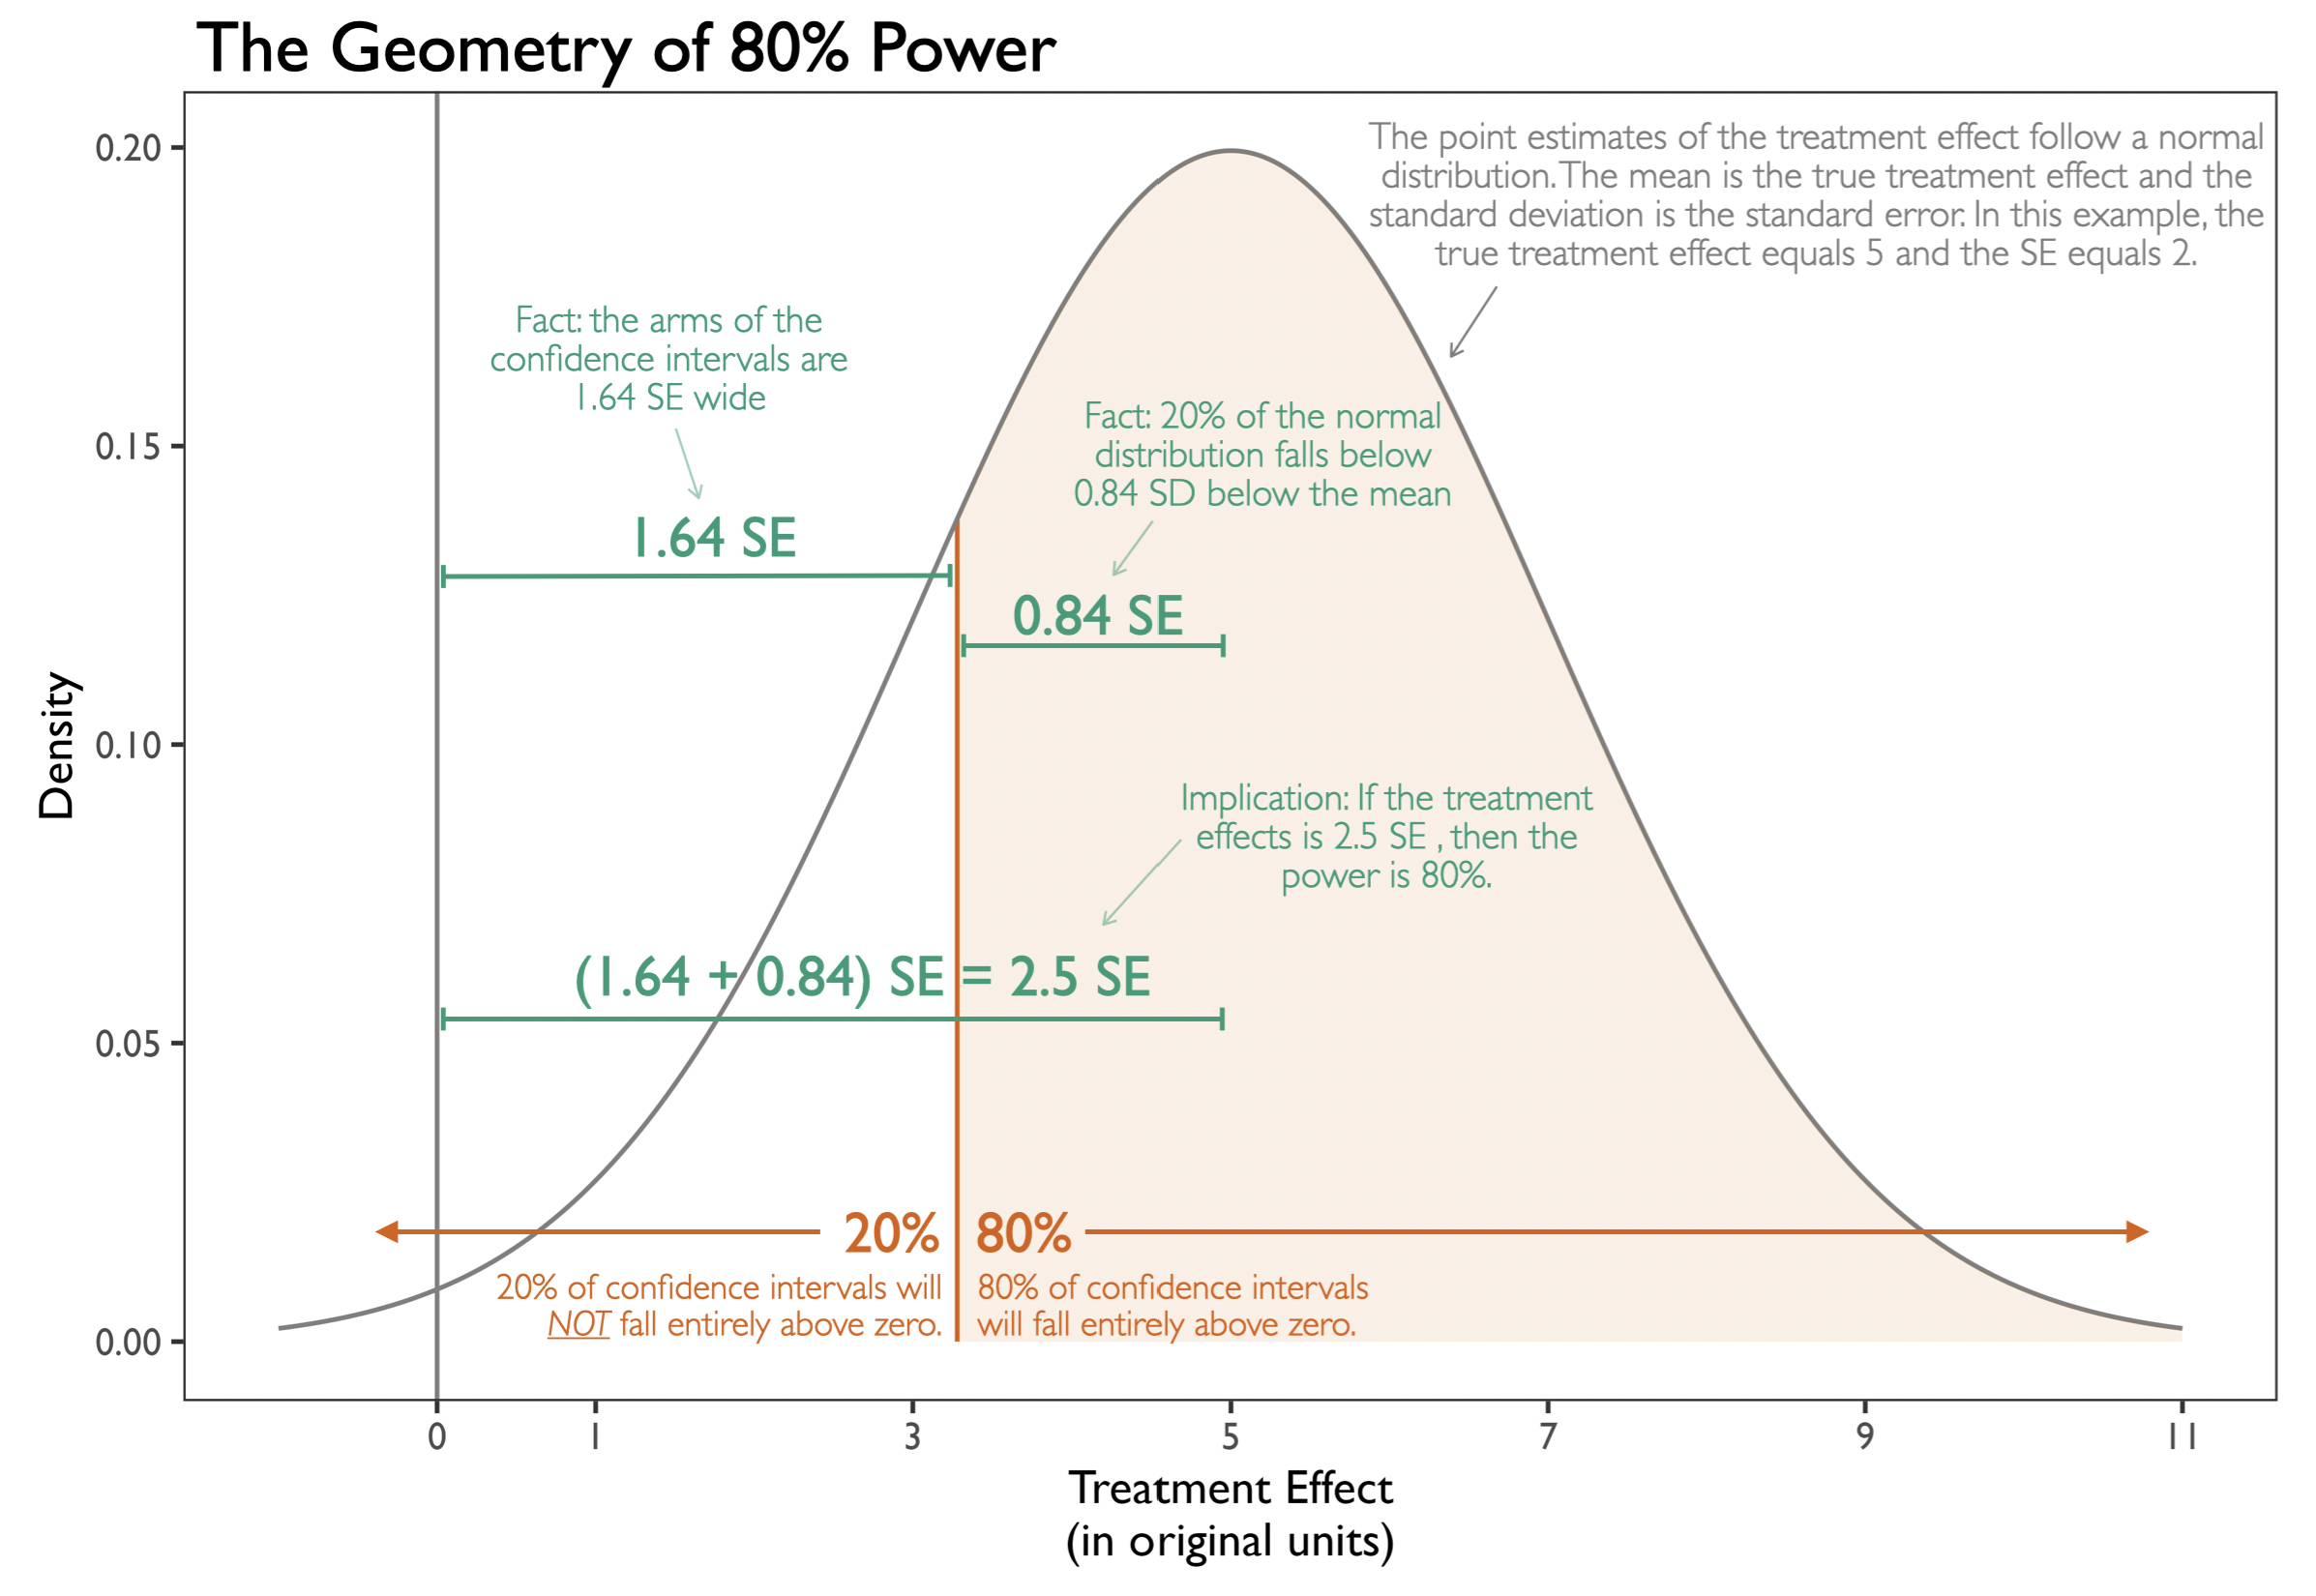 The Geometry of 80% Power
The point estimates of the treatment effect follow a normal
distribution. The mean is the true treatment effect and the
standard deviation is the standard error. In this example, the
true treatment effect equals 5 and the SE equals 2.
Fact: the arms of the
confidence intervals are
1.64 SE wide
1.64 SE
Fact: 20% of the normal
distribution falls below
0.84 SD below the mean
0.84 SE
Implication: If the treatment
effects is 2.5 SE , then the
power is 80%.
(1.64 + 0.84) SE = 2.5 SE
20%
20% of confidence intervals will
NOT fall entirely above zero.
80%
80% of confidence intervals
will fall entirely above zero.
Density
0.20
0.15
0.10
0.05
0.00
0
1
3
5
7
9
11
Treatment Effect
(in original units)